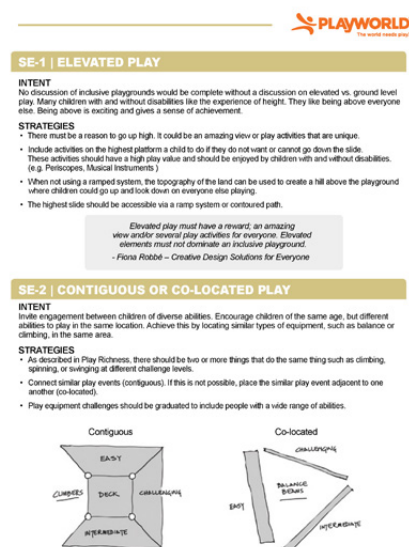 PLAYWORLD
The world needs play!
SE-1 | ELEVATED PLAY
INTENT
No discussion of inclusive playgrounds would be complete without a discussion on elevated vs. ground level
play. Many children with and without disabilities like the experience of height. They like being above everyone
else. Being above is exciting and gives a sense of achievement.
STRATEGIES
• There must be a reason to go up high. It could be an amazing view or play activities that are unique.
• Include activities on the highest platform a child to do if they do not want or cannot go down the slide.
These activities should have a high play value and should be enjoyed by children with and without disabilities.
(e.g. Periscopes, Musical Instruments )
• When not using a ramped system, the topography of the land can be used to create a hill above the playground
where children could go up and look down on everyone else playing.
• The highest slide should be accessible via a ramp system or contoured path.
Elevated play must have a reward; an amazing
view and/or several play activities for everyone. Elevated
elements must not dominate an inclusive playground.
- Fiona Robbé – Creative Design Solutions for Everyone
SE-2 | CONTIGUOUS OR CO-LOCATED PLAY
INTENT
Invite engagement between children of diverse abilities. Encourage children of the same age, but different
abilities to play in the same location. Achieve this by locating similar types of equipment, such as balance or
climbing, in the same area.
STRATEGIES
• As described in Play Richness, there should be two or more things that do the same thing such as climbing,
spinning, or swinging at different challenge levels.
• Connect similar play events (contiguous). If this is not possible, place the similar play event adjacent to one
another (co-located).
• Play equipment challenges should be graduated to include people with a wide range of abilities.
Contiguous
Co-located
EASY
CLIMBERS
DECK
CHALLENGING
INTERMEDIATE
CHALLENGING
BALANCE
BEAMS
EASY
INTERMEDIATE